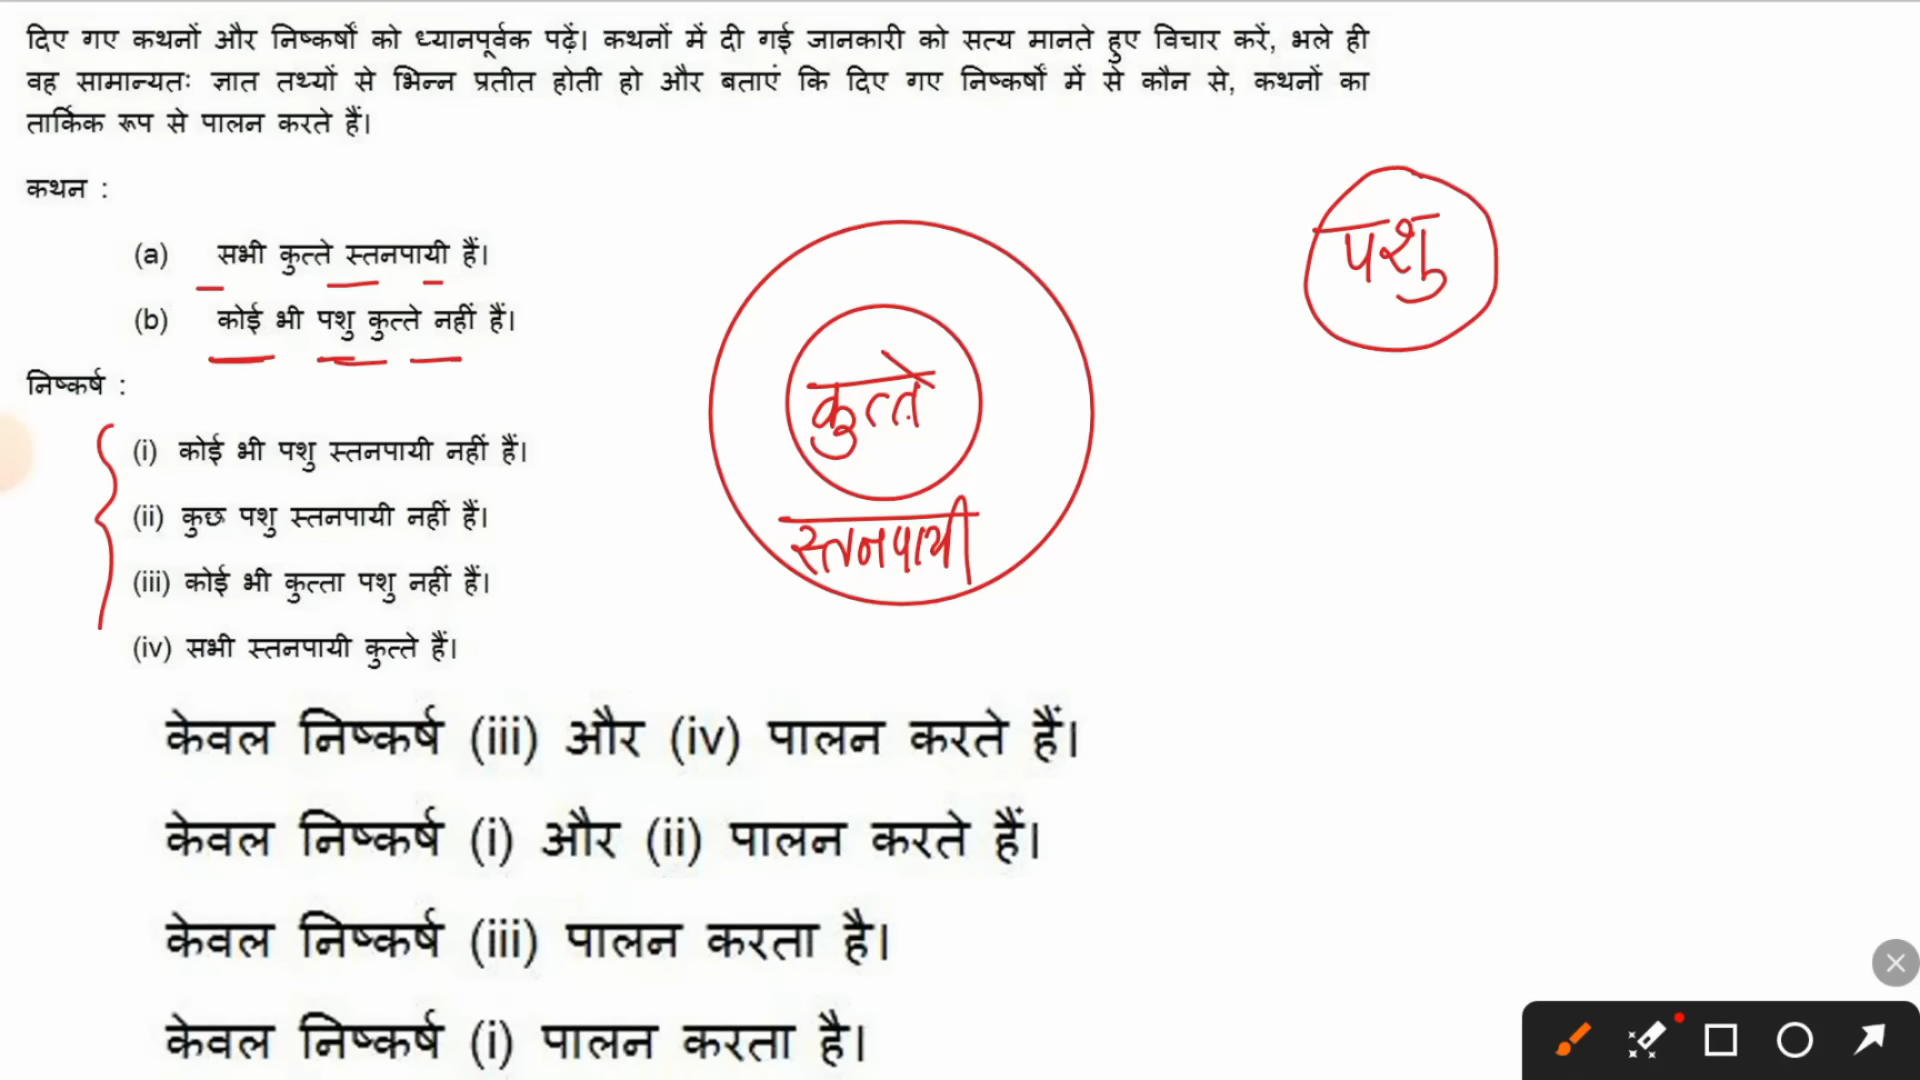 दिए गए कथनों और निष्कर्षों को ध्यानपूर्वक पढ़ें। कथनों में दी गई जानकारी को सत्य मानते हुए विचार करें, भले ही
वह सामान्यतः ज्ञात तथ्यों से भिन्न प्रतीत होती हो और बताएं कि दिए गए निष्कर्षों में से कौन से, कथनों का
तार्किक रूप से पालन करते हैं।
कथन :
(a) सभी कुत्ते स्तनपायी हैं।
(b) कोई भी पशु कुत्ते नहीं हैं।
निष्कर्ष :
(i) कोई भी पशु स्तनपायी नहीं हैं।
(ii) कुछ पशु स्तनपायी नहीं हैं।
(iii) कोई भी कुत्ता पशु नहीं हैं।
(iv) सभी स्तनपायी कुत्ते हैं।
पशु
कुत्ते
स्तनपायी
केवल निष्कर्ष (iii) और (iv) पालन करते हैं।
केवल निष्कर्ष (i) और (ii) पालन करते हैं।
केवल निष्कर्ष (iii) पालन करता है।
केवल निष्कर्ष (i) पालन करता है।